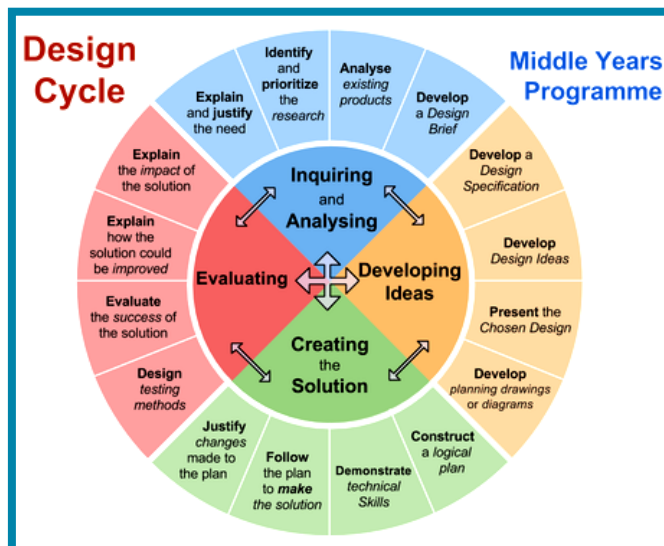 Design
Cycle
Middle Years
Programme
Explain
and justify
the need
Identify
and
prioritize
the
research
Analyse
existing
products
Develop
a Design
Brief
Develop a
Design
Specification
Develop
Design Ideas
Present the
Chosen Design
Develop
planning drawings
or diagrams
Construct
a logical
plan
Demonstrate
technical
Skills
Follow
the plan
to make
the solution
Justify
changes
made to
the plan
Design
testing
methods
Evaluate
the success of
the solution
Explain
how the
solution could
be improved
Explain
the impact of
the solution
Inquiring
and
Analysing
Developing
Ideas
Creating
the
Solution
Evaluating